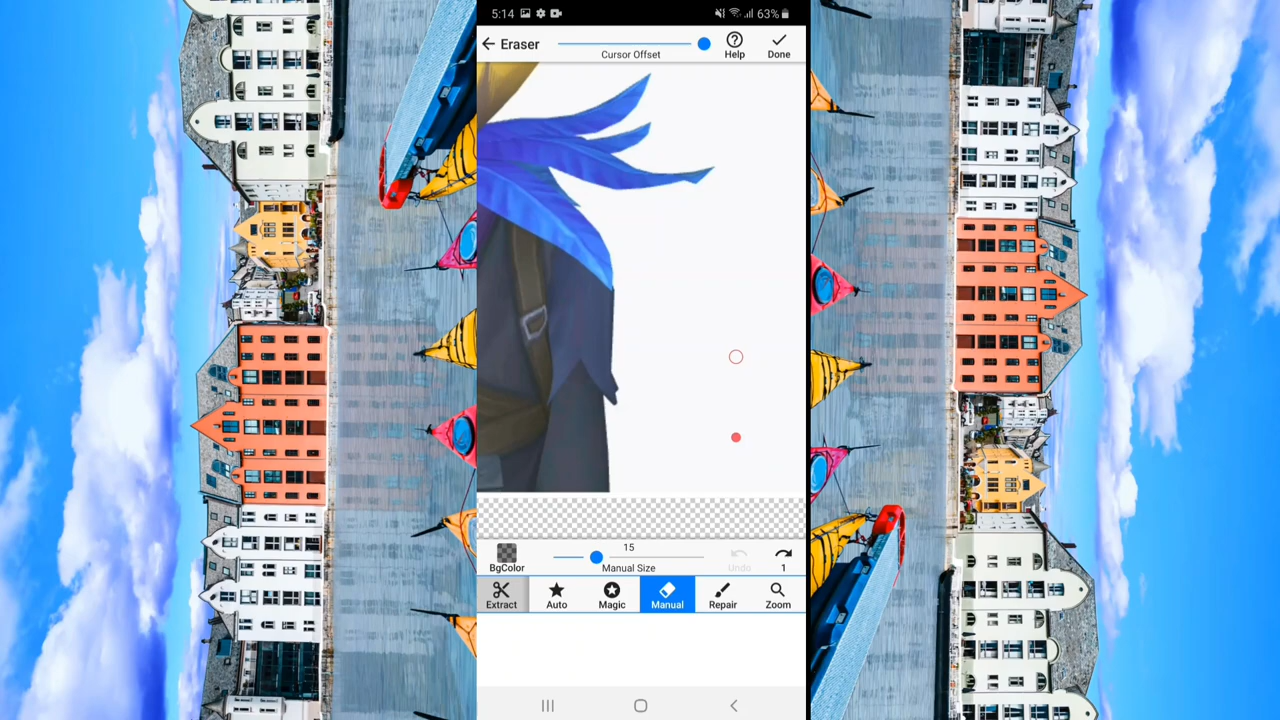 5:14 63%
Eraser
Cursor Offset
Help
Done
15
BgColor
Manual Size
Undo
1
Extract
Auto
Magic
Manual
Repair
Zoom